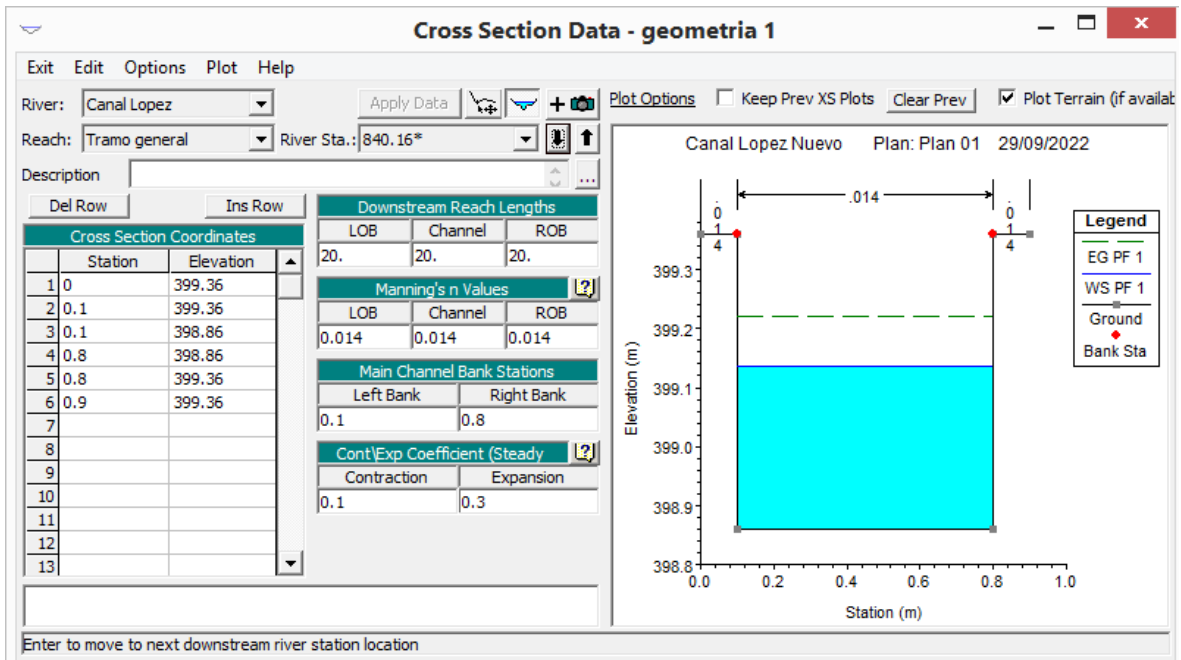 Cross Section Data - geometria 1
Exit Edit Options Plot Help
River: Canal Lopez Apply Data
Reach: Tramo general River Sta.: 840.16*
Description ...
Del Row Ins Row
Cross Section Coordinates
Station Elevation
1 0 399.36
2 0.1 399.36
3 0.1 398.86
4 0.8 398.86
5 0.8 399.36
6 0.9 399.36
7
8
9
10
11
12
13
Downstream Reach Lengths
LOB Channel ROB
20. 20. 20.
Manning's n Values ?
LOB Channel ROB
0.014 0.014 0.014
Main Channel Bank Stations
Left Bank Right Bank
0.1 0.8
Cont\Exp Coefficient (Steady ?
Contraction Expansion
0.1 0.3
Plot Options Keep Prev XS Plots Clear Prev Plot Terrain (if availab
Canal Lopez Nuevo Plan: Plan 01 29/09/2022
.014 .014 .014
399.3
399.2
399.1
399.0
398.9
398.8
Elevation (m)
0.0 0.2 0.4 0.6 0.8 1.0
Station (m)
Legend
EG PF 1
WS PF 1
Ground
Bank Sta
Enter to move to next downstream river station location